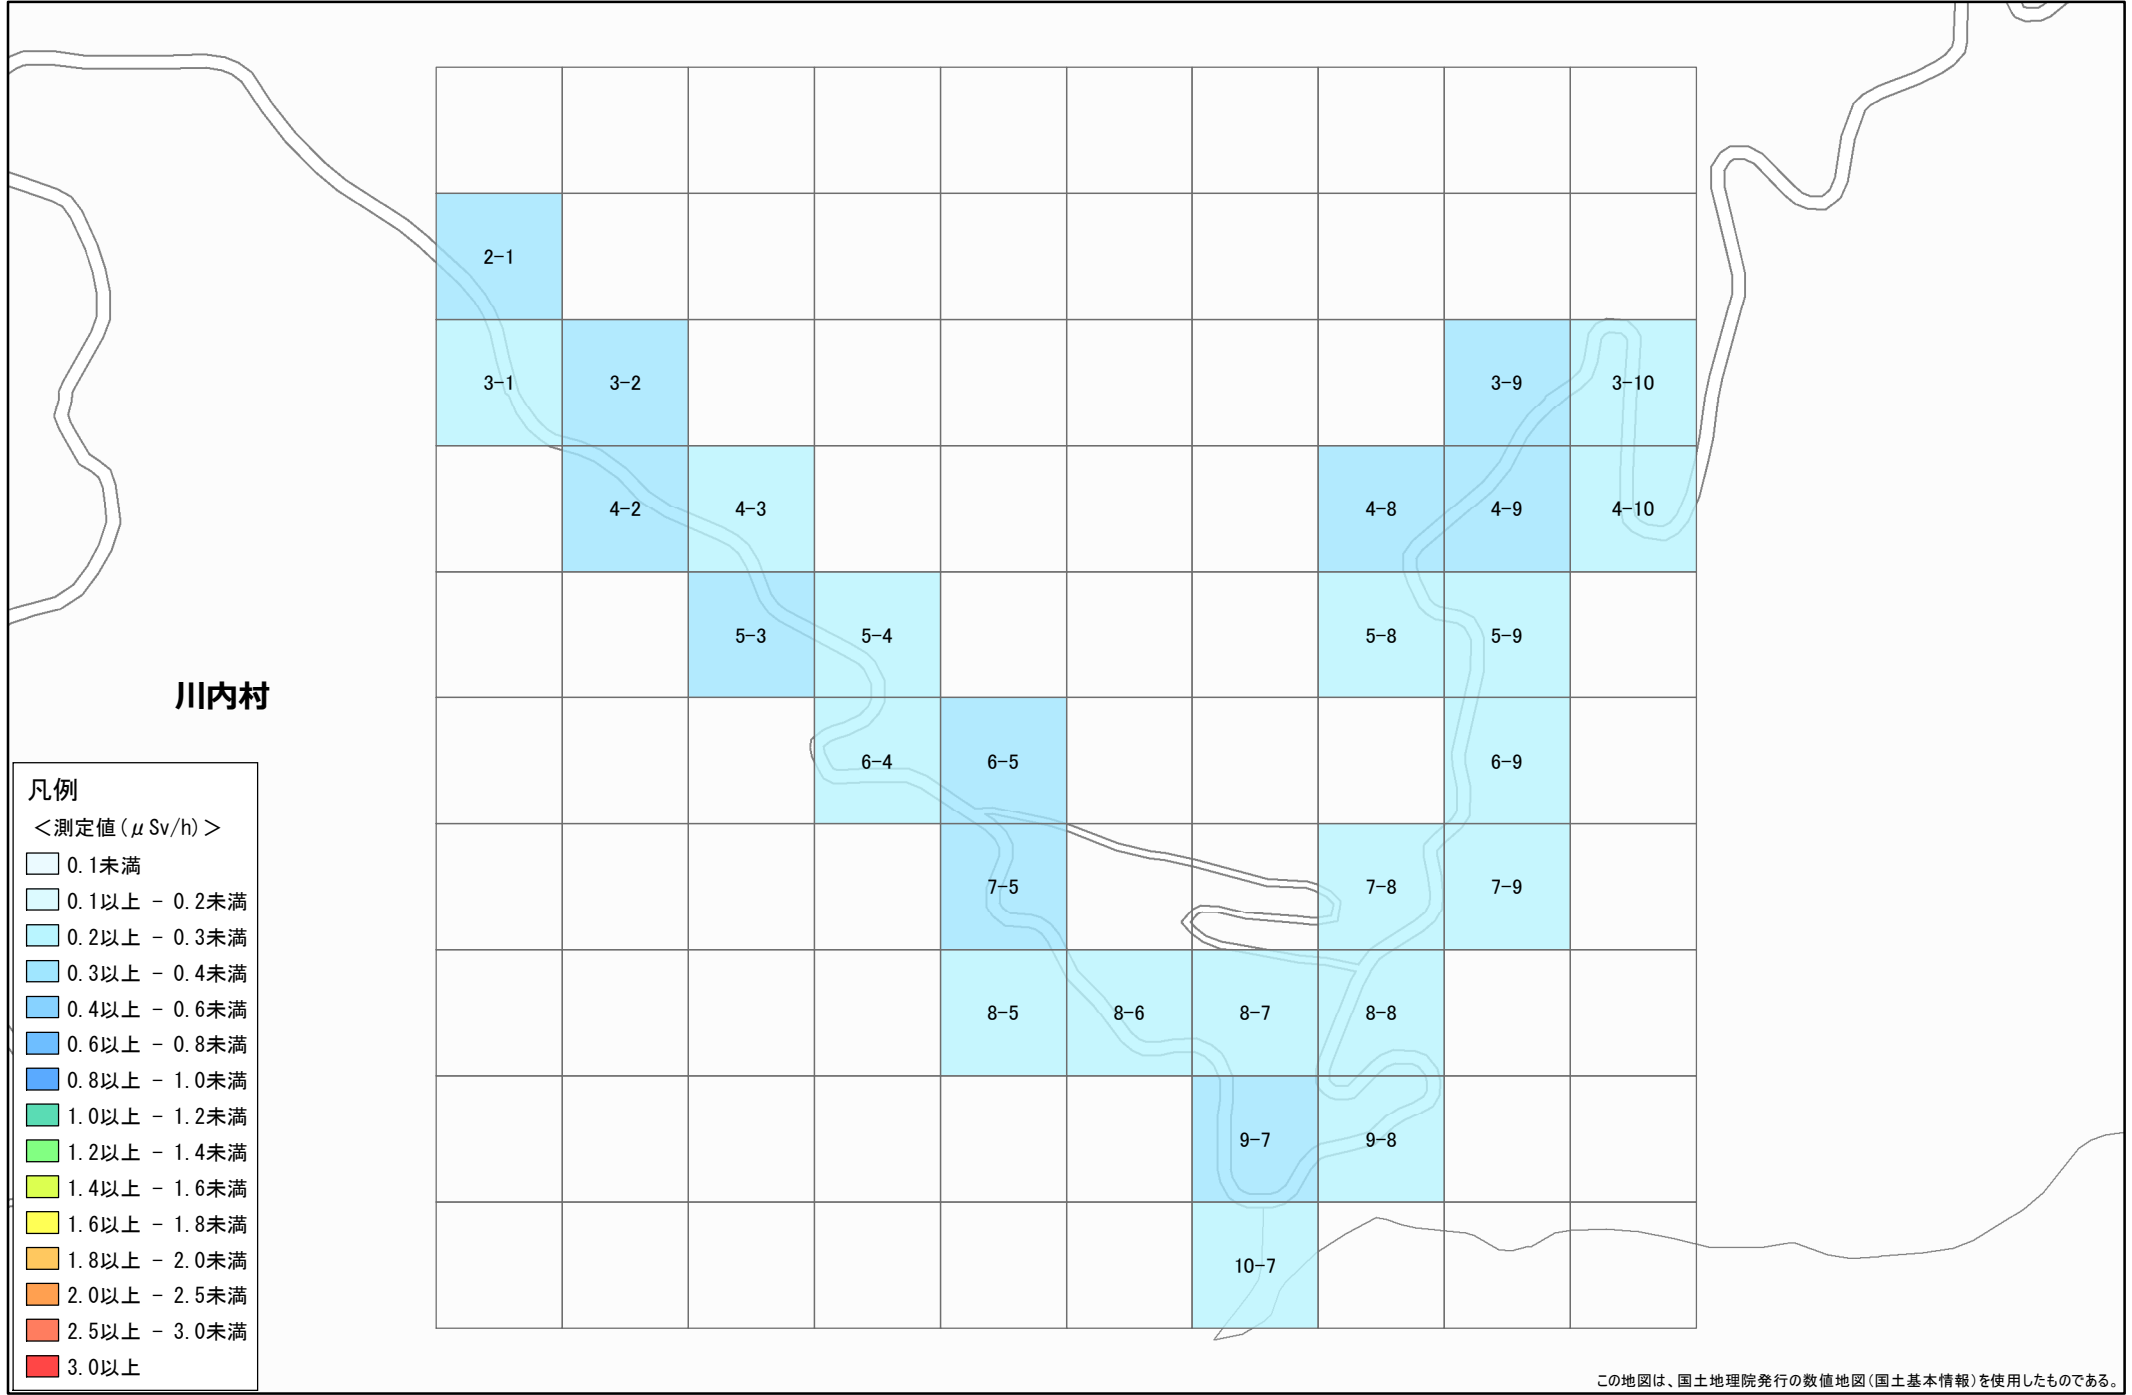 2-1
3-1 3-2 3-9 3-10
4-2 4-3 4-8 4-9 4-10
5-3 5-4 5-8 5-9
川内村
6-4 6-5 6-9
7-5 7-8 7-9
8-5 8-6 8-7 8-8
9-7 9-8
10-7
凡例
＜測定値(μSv/h)＞
0.1未満
0.1以上 - 0.2未満
0.2以上 - 0.3未満
0.3以上 - 0.4未満
0.4以上 - 0.6未満
0.6以上 - 0.8未満
0.8以上 - 1.0未満
1.0以上 - 1.2未満
1.2以上 - 1.4未満
1.4以上 - 1.6未満
1.6以上 - 1.8未満
1.8以上 - 2.0未満
2.0以上 - 2.5未満
2.5以上 - 3.0未満
3.0以上
この地図は、国土地理院発行の数値地図(国土基本情報)を使用したものである。